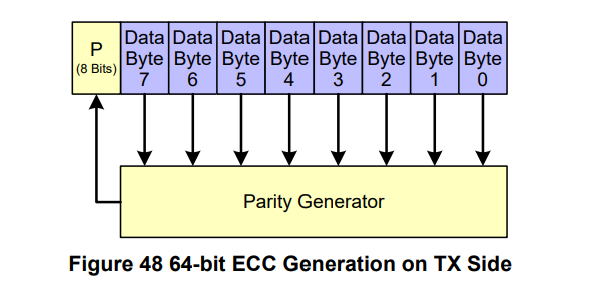 P
(8 Bits)
Data Byte 7
Data Byte 6
Data Byte 5
Data Byte 4
Data Byte 3
Data Byte 2
Data Byte 1
Data Byte 0
Parity Generator
Figure 48 64-bit ECC Generation on TX Side